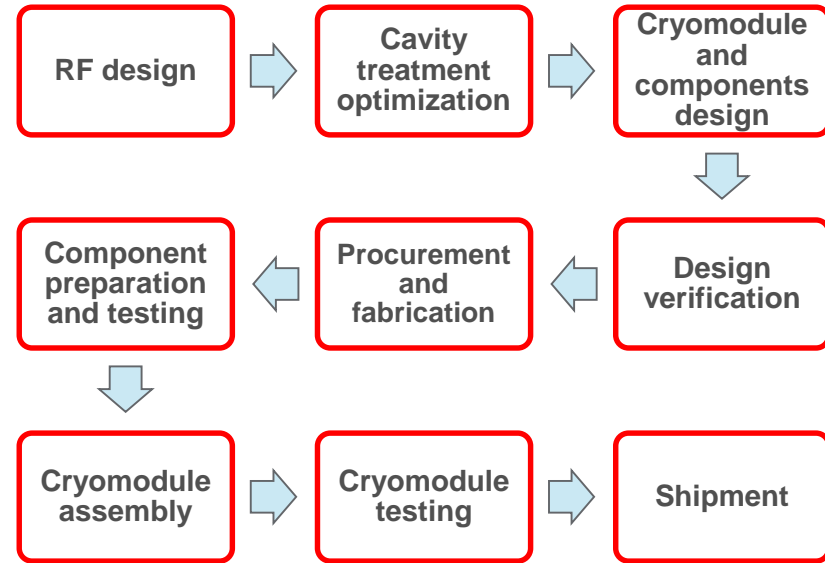 RF design
Cavity
treatment
optimization
Cryomodule
and
components
design
Component
preparation
and testing
Procurement
and
fabrication
Design
verification
Cryomodule
assembly
Cryomodule
testing
Shipment